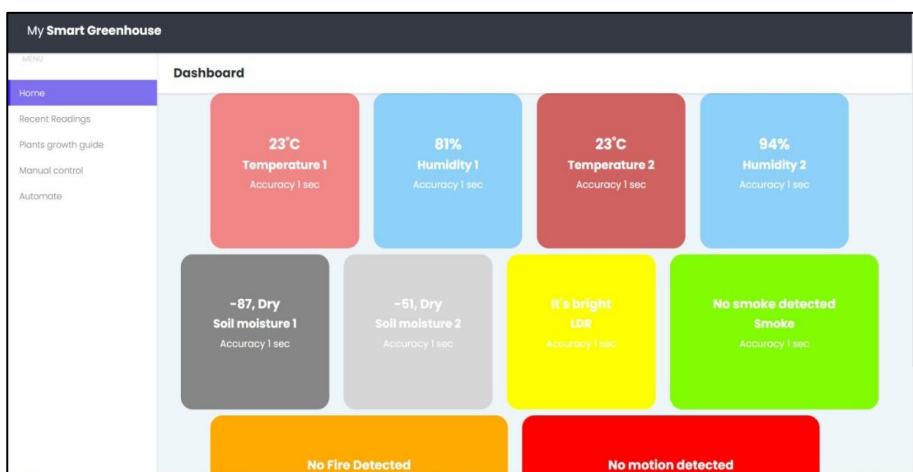 My Smart Greenhouse
MENU
Dashboard
Home
Recent Readings
Plants growth guide
Manual control
Automate
23°C
Temperature 1
Accuracy 1 sec
81%
Humidity 1
Accuracy 1 sec
23°C
Temperature 2
Accuracy 1 sec
94%
Humidity 2
Accuracy 1 sec
-87, Dry
Soil moisture 1
Accuracy 1 sec
-51, Dry
Soil moisture 2
Accuracy 1 sec
It's bright
LDR
Accuracy 1 sec
No smoke detected
Smoke
Accuracy 1 sec
No Fire Detected
No motion detected